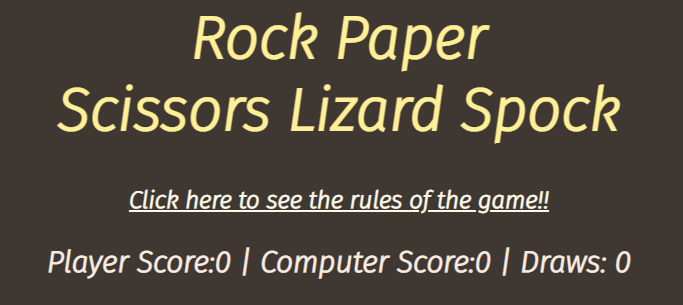 Rock Paper
Scissors Lizard Spock
Click here to see the rules of the game!!
Player Score:0 | Computer Score:0 | Draws: 0